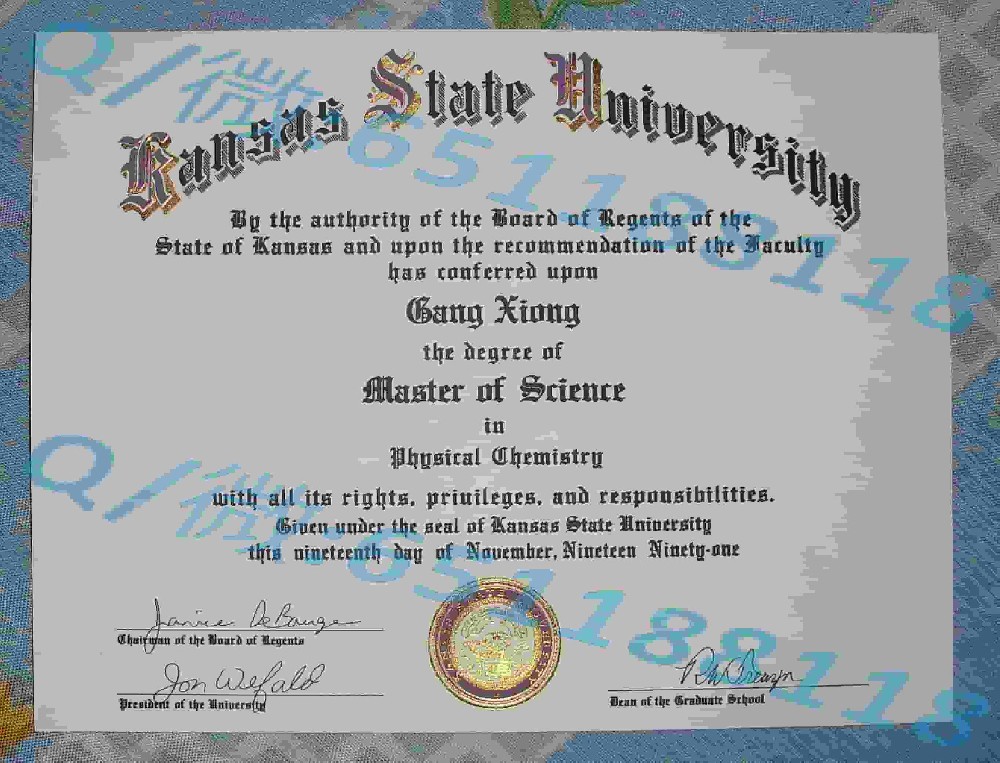 Kansas State University
By the authority of the Board of Regents of the
State of Kansas and upon the recommendation of the Faculty
has conferred upon
Gang Xiong
the degree of
Master of Science
in
Physical Chemistry
with all its rights, privileges, and responsibilities.
Given under the seal of Kansas State University
this nineteenth day of November, Nineteen Ninety-one
Chairman of the Board of Regents
Jon Wefald
President of the University
Dean of the Graduate School
Q/微:651188118
Q/微:651188118